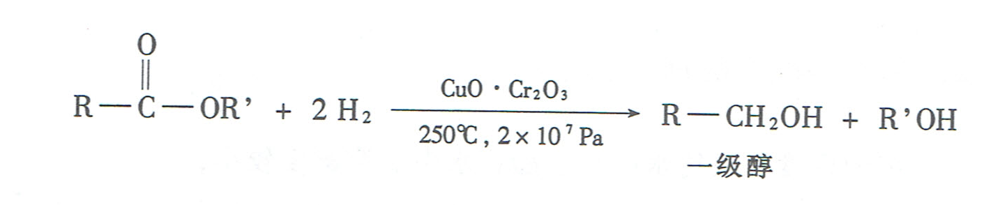 O
R—C—OR' + 2 H₂ CuO · Cr₂O₃ R—CH₂OH + R'OH
250℃, 2×10⁷ Pa
一级醇